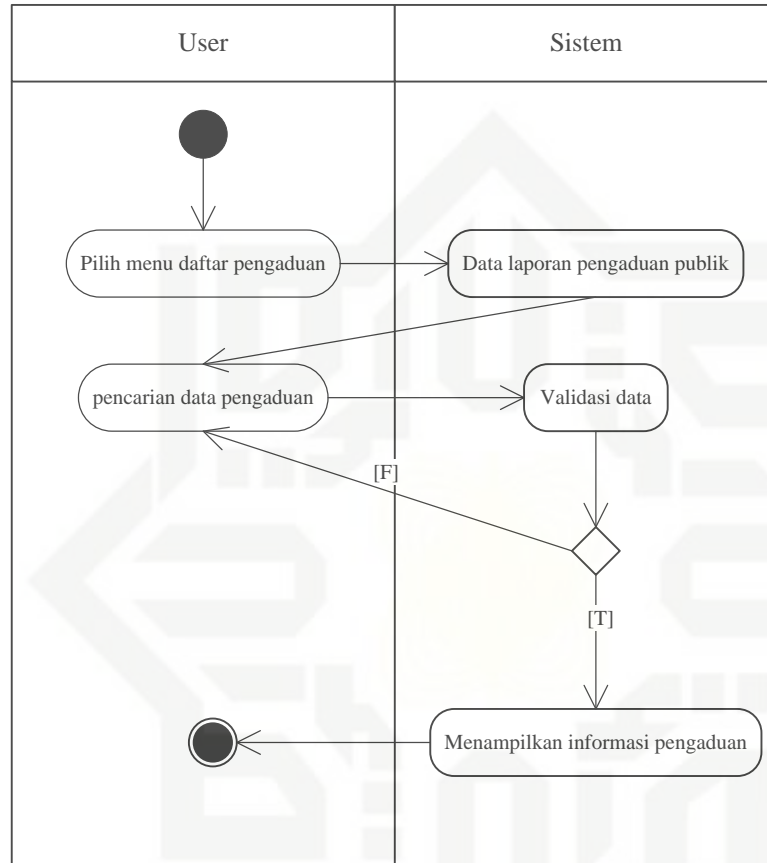 User
Sistem
Pilih menu daftar pengaduan
Data laporan pengaduan publik
pencarian data pengaduan
Validasi data
[F]
[T]
Menampilkan informasi pengaduan